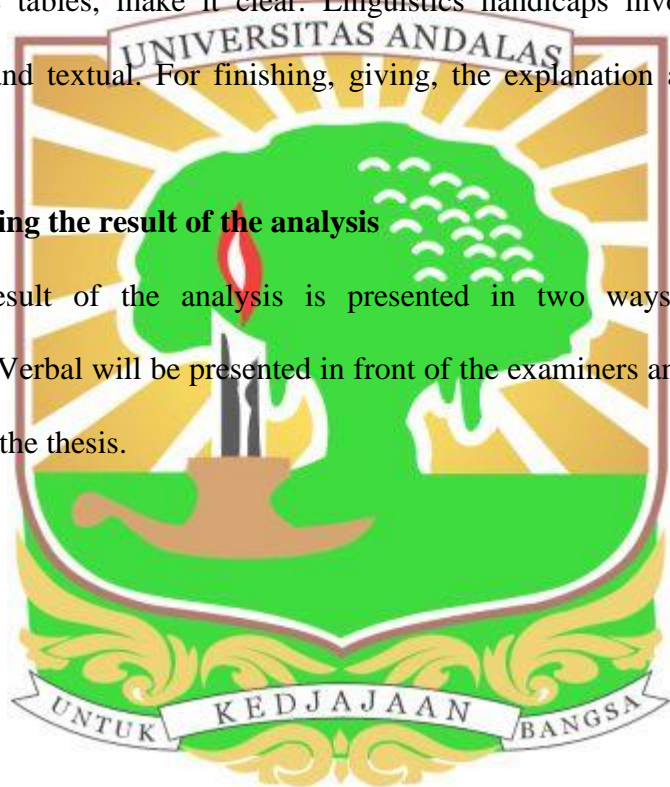 tables, make it clear. Linguistics handicaps
UNIVERSITAS ANDALAS
and textual. For finishing, giving, the explanation
ing the result of the analysis
esult of the analysis is presented in two ways
Verbal will be presented in front of the examiners
the thesis.
UNTUK KEDJAJAAN BANGSA